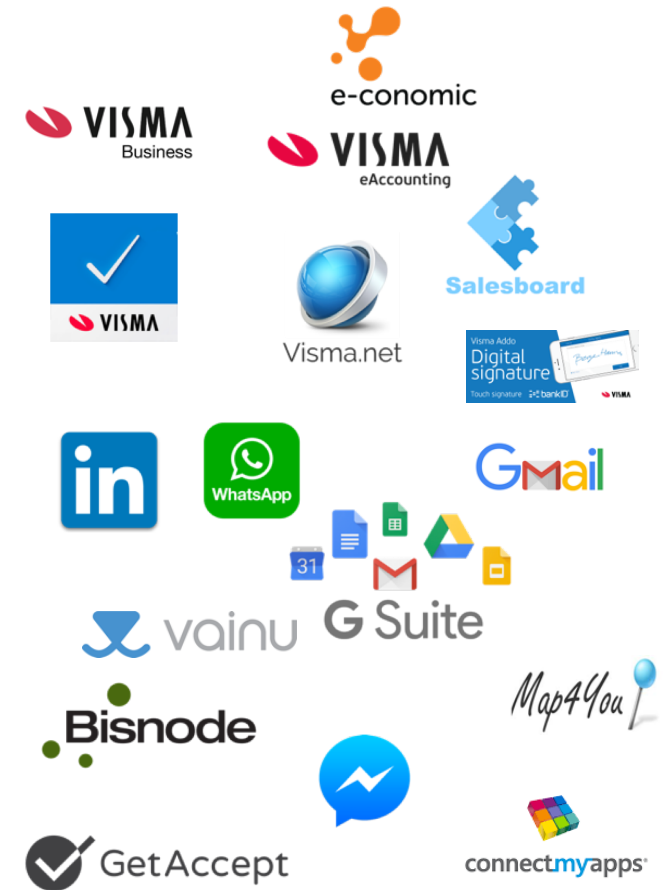 e-conomic
VISMA
Business
VISMA
eAccounting
Salesboard
VISMA
Visma.net
Visma Addo
Digital
signature
Touch signature bankID
VISMA
in
WhatsApp
Gmail
31
G Suite
vainu
Map4You
Bisnode
GetAccept
connectmyapps